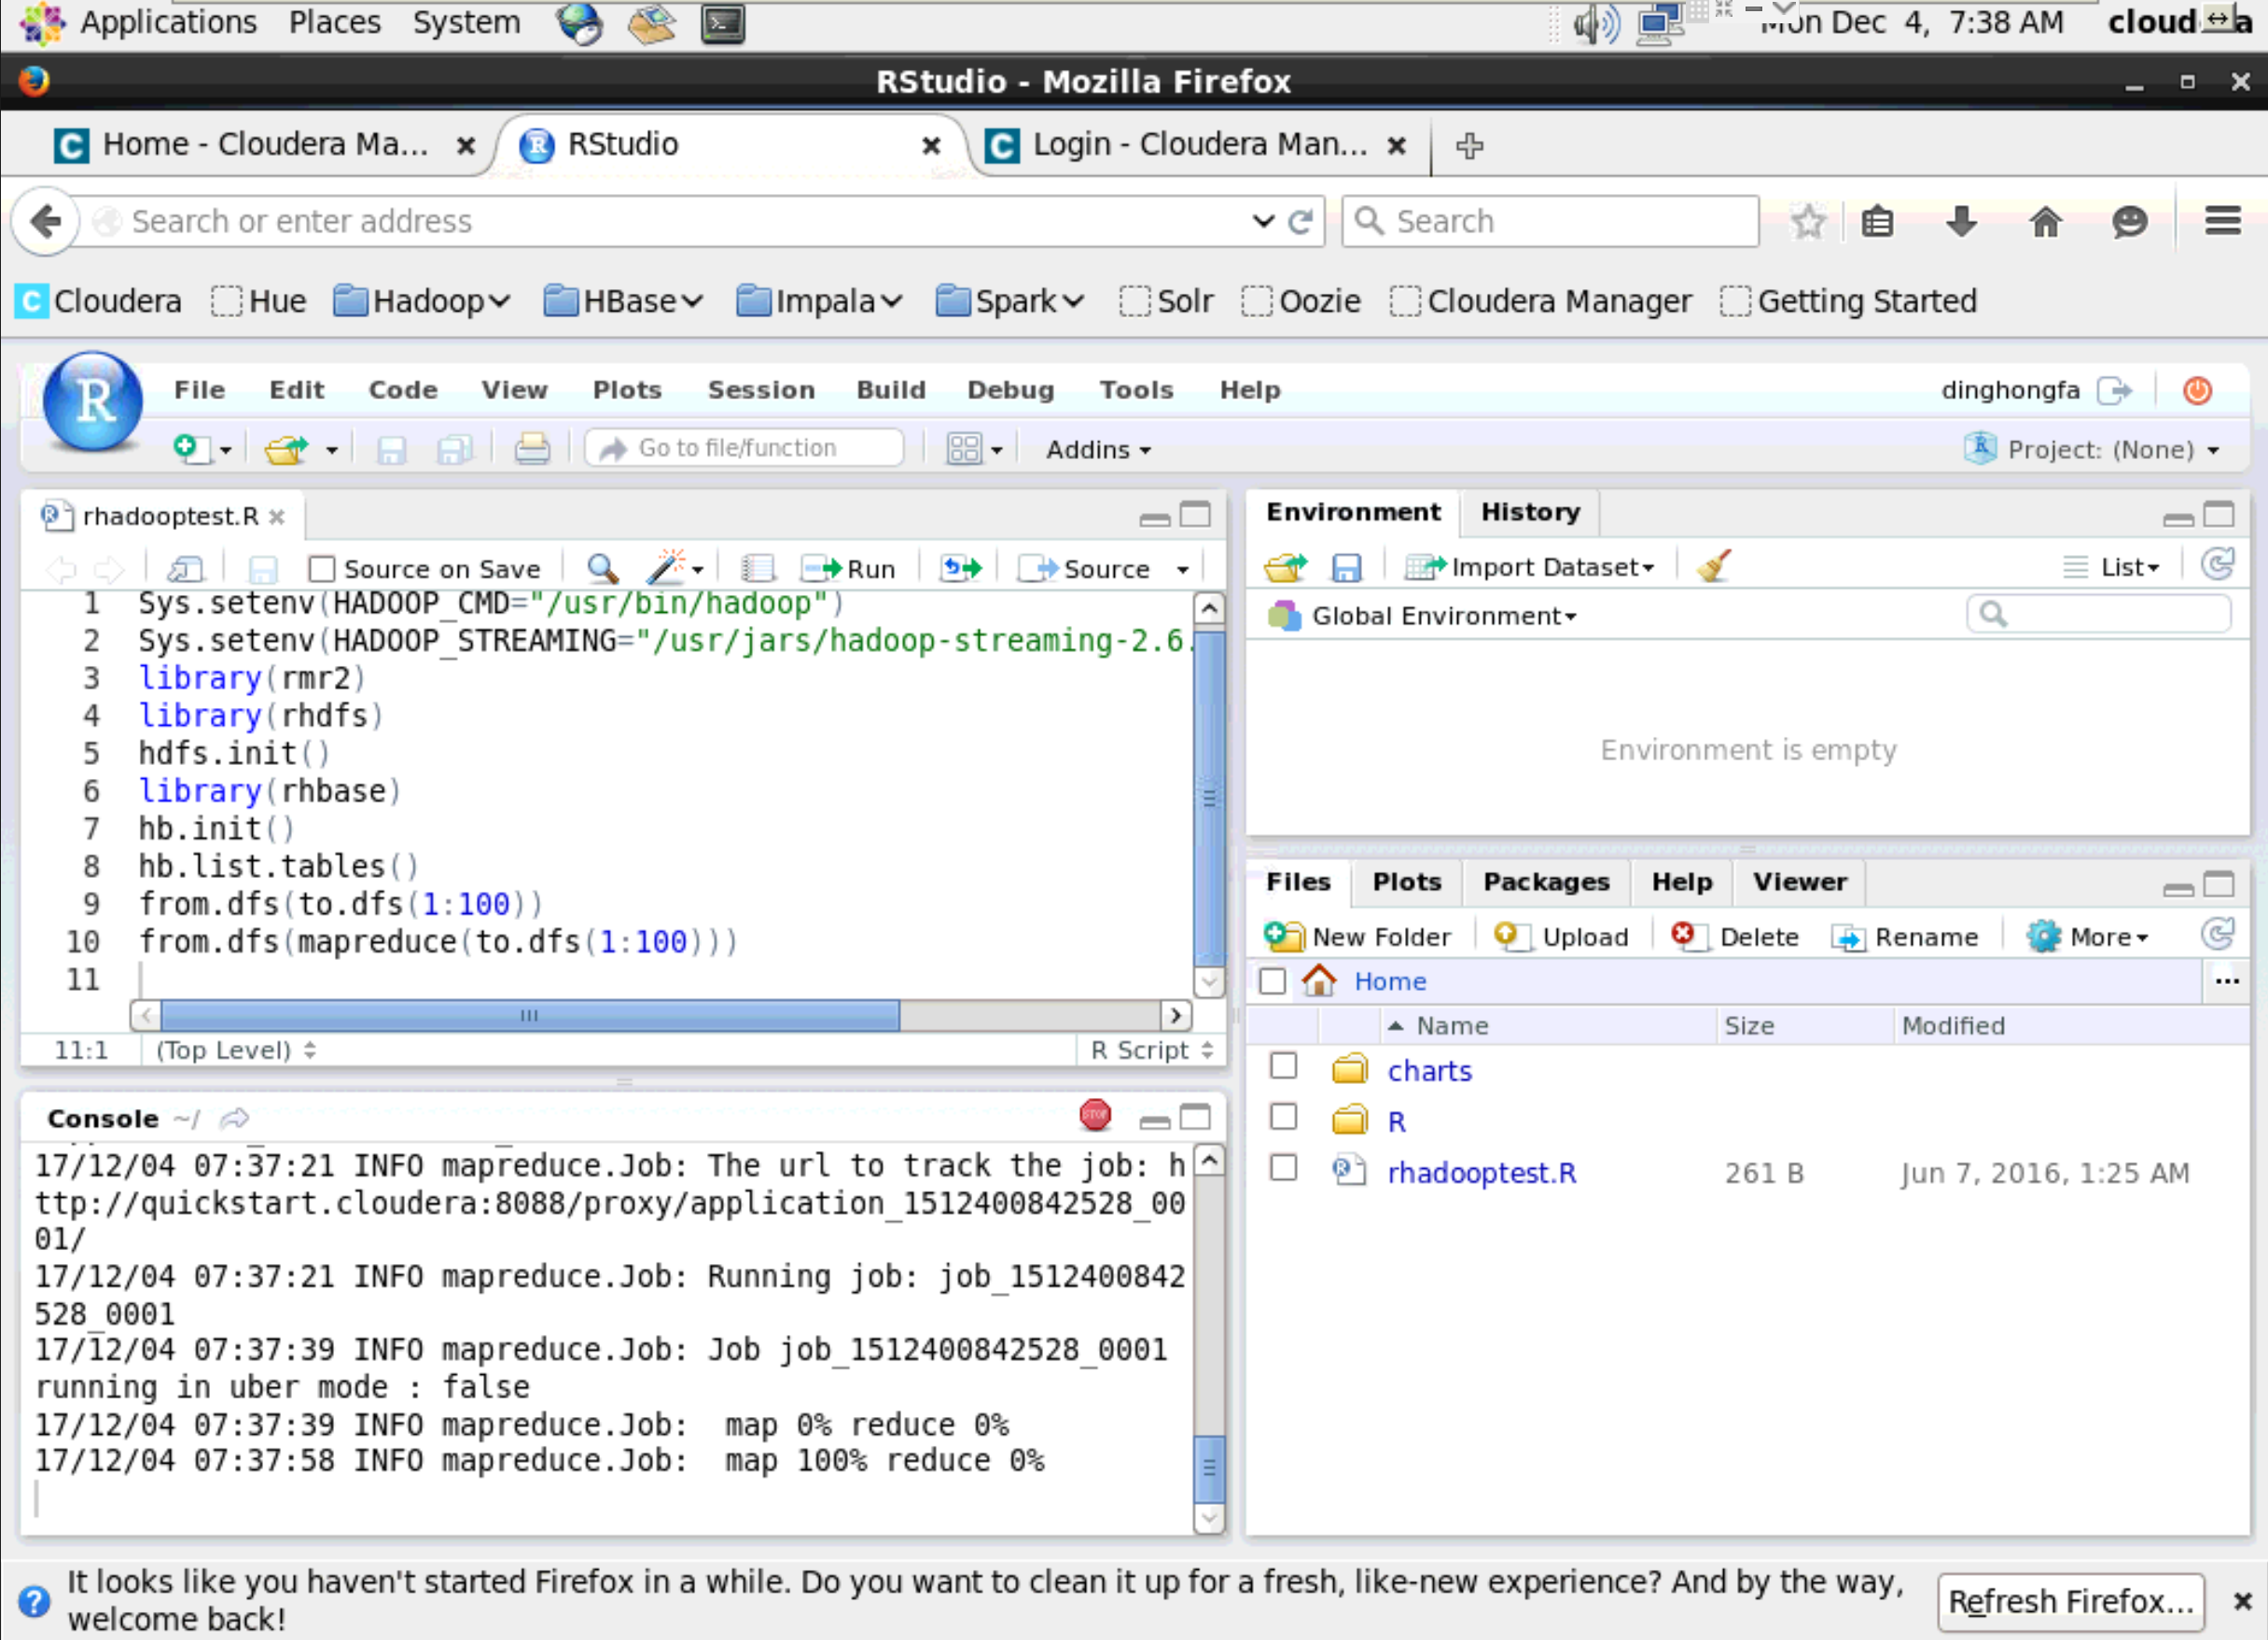 Applications Places System Mon Dec 4, 7:38 AM
RStudio - Mozilla Firefox
Home - Cloudera Ma... RStudio Login - Cloudera Man...
Search or enter address Search
Cloudera Hue Hadoop HBase Impala Spark Solr Oozie Cloudera Manager Getting Started
R File Edit Code View Plots Session Build Debug Tools Help dinghongfa
Go to file/function Addins Project: (None)
rhadooptest.R
Source on Save Run Source
1 Sys.setenv(HADOOP_CMD="/usr/bin/hadoop")
2 Sys.setenv(HADOOP_STREAMING="/usr/jars/hadoop-streaming-2.6.
3 library(rmr2)
4 library(rhdfs)
5 hdfs.init()
6 library(rhbase)
7 hb.init()
8 hb.list.tables()
9 from.dfs(to.dfs(1:100))
10 from.dfs(mapreduce(to.dfs(1:100)))
11
11:1 (Top Level) R Script
Console ~/ STOP
17/12/04 07:37:21 INFO mapreduce.Job: The url to track the job: h
ttp://quickstart.cloudera:8088/proxy/application_1512400842528_00
01/
17/12/04 07:37:21 INFO mapreduce.Job: Running job: job_1512400842
528_0001
17/12/04 07:37:39 INFO mapreduce.Job: Job job_1512400842528_0001
running in uber mode : false
17/12/04 07:37:39 INFO mapreduce.Job:  map 0% reduce 0%
17/12/04 07:37:58 INFO mapreduce.Job:  map 100% reduce 0%
Environment History
Import Dataset List
Global Environment
Environment is empty
Files Plots Packages Help Viewer
New Folder Upload Delete Rename More
Home ...
Name Size Modified
charts
R
rhadooptest.R 261 B Jun 7, 2016, 1:25 AM
It looks like you haven't started Firefox in a while. Do you want to clean it up for a fresh, like-new experience? And by the way,
welcome back!
Refresh Firefox...